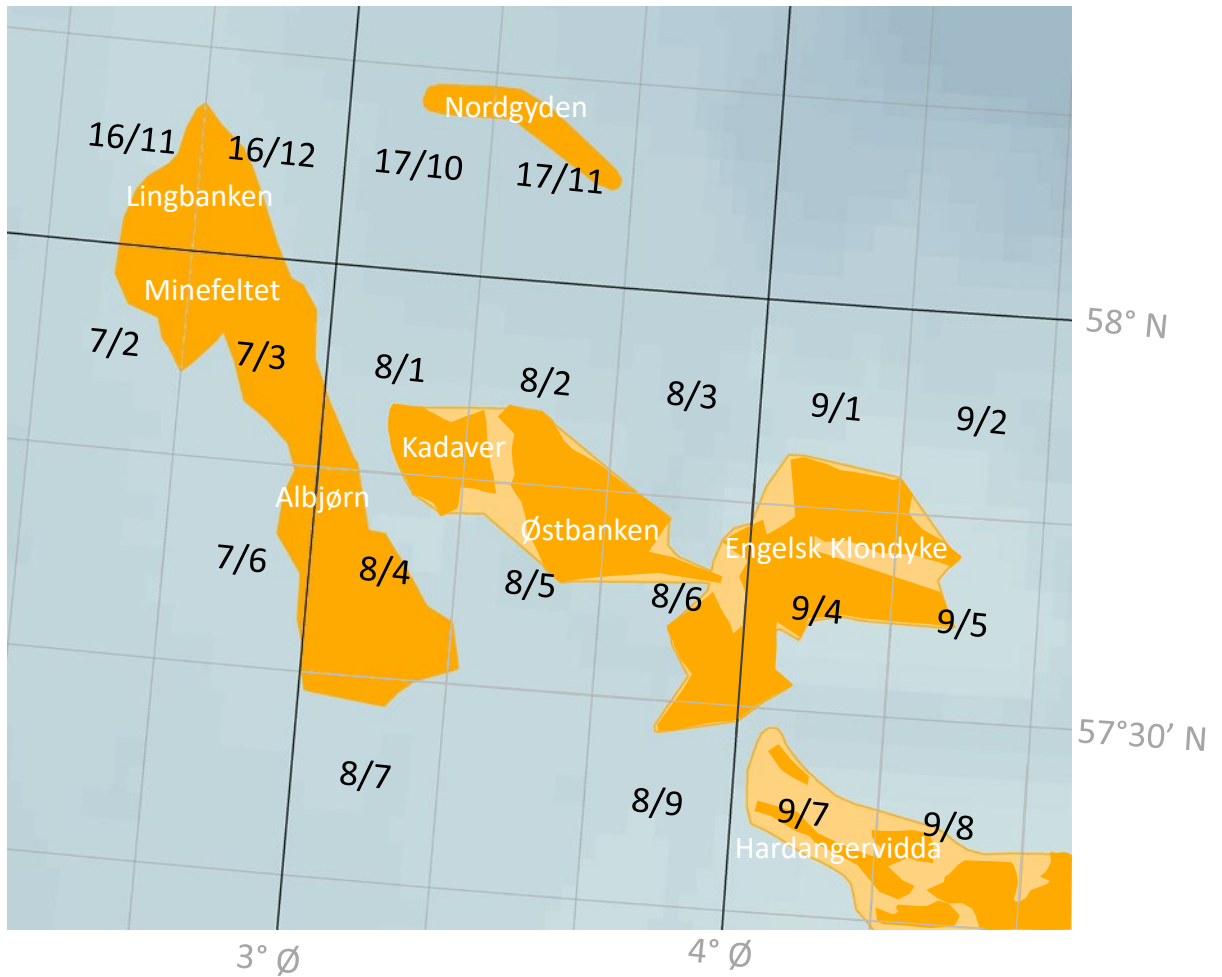 Nordgyden
16/11
16/12
17/10
17/11
Lingbanken
Minefeltet
58° N
7/2
7/3
8/1
8/2
8/3
9/1
9/2
Kadaver
Albjørn
Østbanken
Engelsk Klondyke
7/6
8/4
8/5
8/6
9/4
9/5
57°30’ N
8/7
8/9
9/7
9/8
Hardangervidda
3° Ø
4° Ø